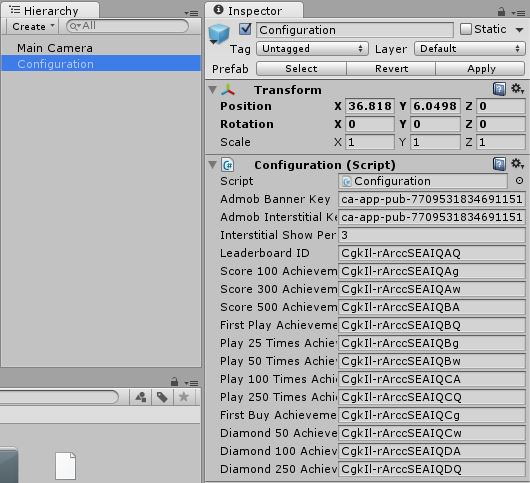 Hierarchy
Create All
Main Camera
Configuration
Inspector
Configuration Static
Tag Untagged Layer Default
Prefab Select Revert Apply
Transform
Position X 36.818 Y 6.0498 Z 0
Rotation X 0 Y 0 Z 0
Scale X 1 Y 1 Z 1
Configuration (Script)
Script Configuration
Admob Banner Key ca-app-pub-7709531834691151
Admob Interstitial Ke ca-app-pub-7709531834691151
Interstitial Show Per 3
Leaderboard ID CgkIl-rArccSEAIQAQ
Score 100 Achievem CgkIl-rArccSEAIQAg
Score 300 Achievem CgkIl-rArccSEAIQAw
Score 500 Achievem CgkIl-rArccSEAIQBA
First Play Achieveme CgkIl-rArccSEAIQBQ
Play 25 Times Achie CgkIl-rArccSEAIQBg
Play 50 Times Achie CgkIl-rArccSEAIQBw
Play 100 Times Achi CgkIl-rArccSEAIQCA
Play 250 Times Achi CgkIl-rArccSEAIQCQ
First Buy Achieveme CgkIl-rArccSEAIQCg
Diamond 50 Achieve CgkIl-rArccSEAIQCw
Diamond 100 Achiev CgkIl-rArccSEAIQDA
Diamond 250 Achiev CgkIl-rArccSEAIQDQ